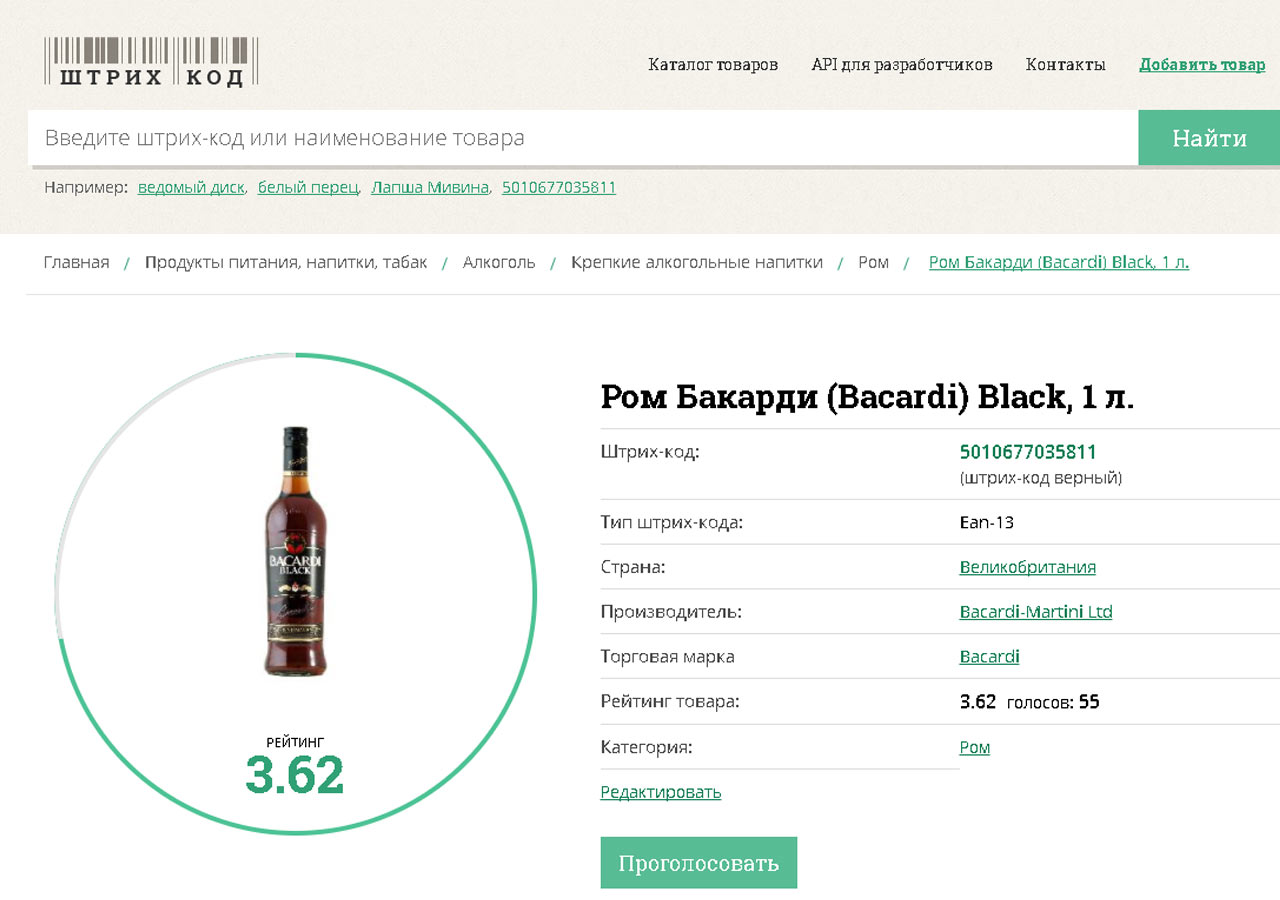 ШТРИХ КОД
Каталог товаров API для разработчиков Контакты Добавить товар
Введите штрих-код или наименование товара Найти
Например: ведомый диск, белый перец, Лапша Мивина, 5010677035811
Главная / Продукты питания, напитки, табак / Алкоголь / Крепкие алкогольные напитки / Ром / Ром Бакарди (Bacardi) Black, 1 л.
BACARDI
BLACK
РЕЙТИНГ
3.62
Ром Бакарди (Bacardi) Black, 1 л.
Штрих-код: 5010677035811
(штрих-код верный)
Тип штрих-кода: Ean-13
Страна: Великобритания
Производитель: Bacardi-Martini Ltd
Торговая марка Bacardi
Рейтинг товара: 3.62 голосов: 55
Категория: Ром
Редактировать
Проголосовать